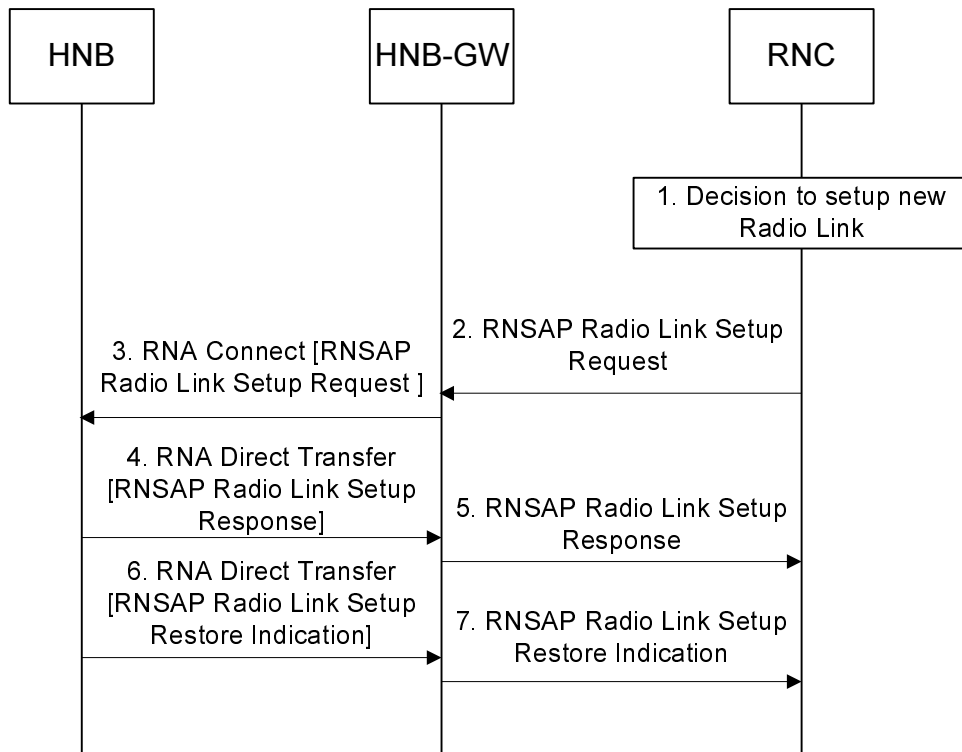 HNB
HNB-GW
RNC
1. Decision to setup new
Radio Link
2. RNSAP Radio Link Setup
Request
3. RNA Connect [RNSAP
Radio Link Setup Request ]
4. RNA Direct Transfer
[RNSAP Radio Link Setup
Response]
5. RNSAP Radio Link Setup
Response
6. RNA Direct Transfer
[RNSAP Radio Link Setup
Restore Indication]
7. RNSAP Radio Link Setup
Restore Indication